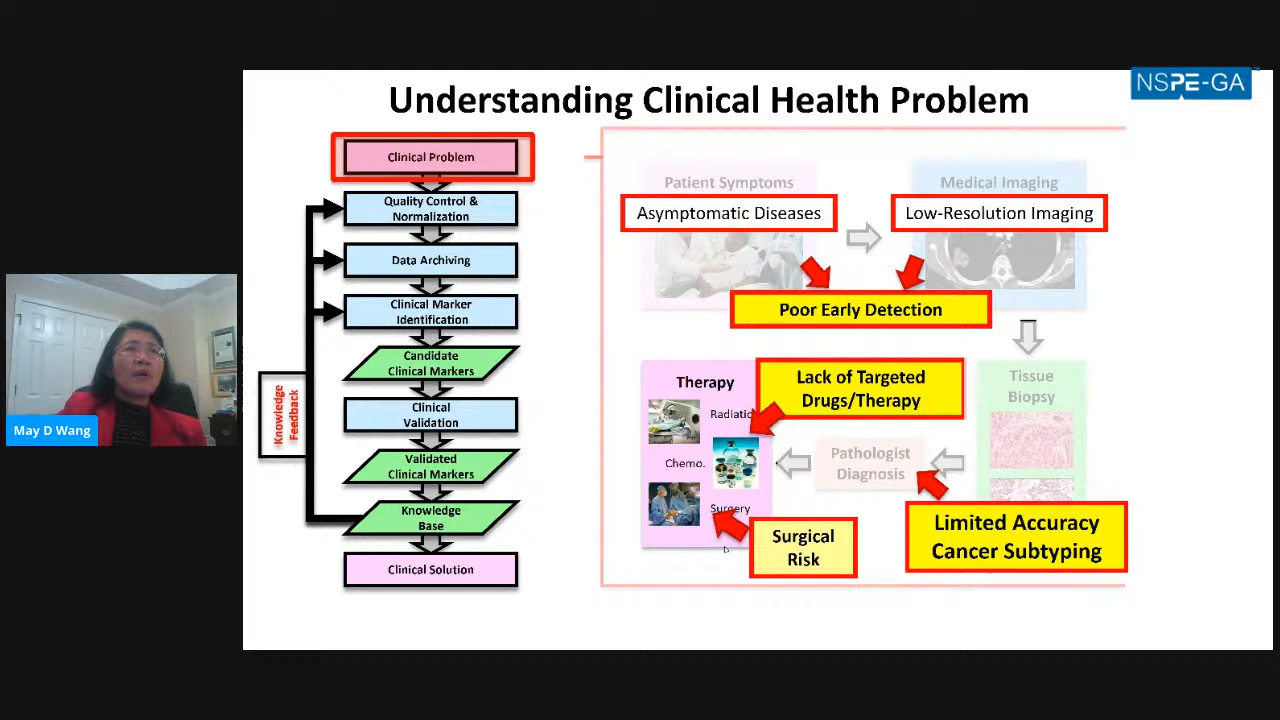 Understanding Clinical Health Problem
NSPE-GA
Clinical Problem
Quality Control &
Normalization
Data Archiving
Clinical Marker
Identification
Candidate
Clinical Markers
Clinical
Validation
Validated
Clinical Markers
Knowledge
Base
Clinical Solution
Knowledge
Feedback
Patient Symptoms
Asymptomatic Diseases
Medical Imaging
Low-Resolution Imaging
Poor Early Detection
Tissue
Biopsy
Therapy
Lack of Targeted
Drugs/Therapy
Chemo.
Surgery
Pathologist
Diagnosis
Surgical
Risk
Limited Accuracy
Cancer Subtyping
May D Wang